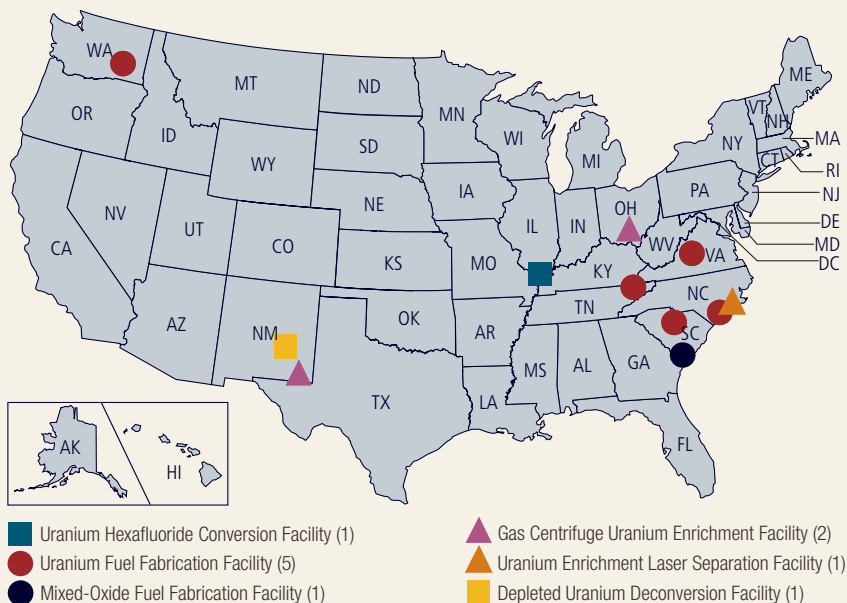 WA
MT
ND
MN
ME
OR
ID
WY
SD
WI
MI
VT
NH
NY
MA
CT
RI
NV
UT
CO
NE
IA
IL
IN
OH
PA
NJ
DE
MD
DC
CA
KS
MO
KY
WV
VA
AZ
NM
OK
AR
TN
NC
SC
TX
LA
MS
AL
GA
FL
AK
HI
Uranium Hexafluoride Conversion Facility (1)
Uranium Fuel Fabrication Facility (5)
Mixed-Oxide Fuel Fabrication Facility (1)
Gas Centrifuge Uranium Enrichment Facility (2)
Uranium Enrichment Laser Separation Facility (1)
Depleted Uranium Deconversion Facility (1)